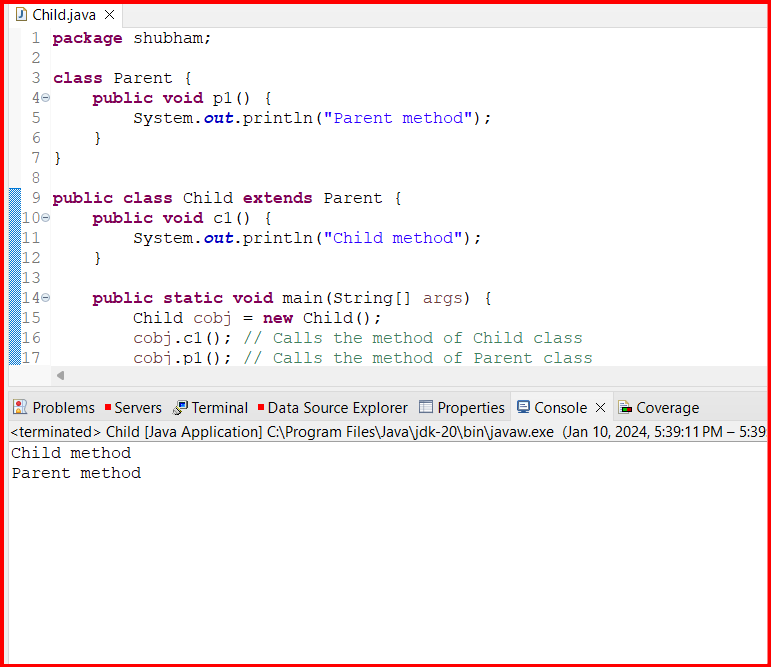 Child.java
1 package shubham;
2
3 class Parent {
4     public void p1() {
5         System.out.println("Parent method");
6     }
7 }
8
9 public class Child extends Parent {
10     public void c1() {
11         System.out.println("Child method");
12     }
13
14     public static void main(String[] args) {
15         Child cobj = new Child();
16         cobj.c1(); // Calls the method of Child class
17         cobj.p1(); // Calls the method of Parent class
Problems Servers Terminal Data Source Explorer Properties Console Coverage
<terminated> Child [Java Application] C:\Program Files\Java\jdk-20\bin\javaw.exe (Jan 10, 2024, 5:39:11 PM – 5:39
Child method
Parent method